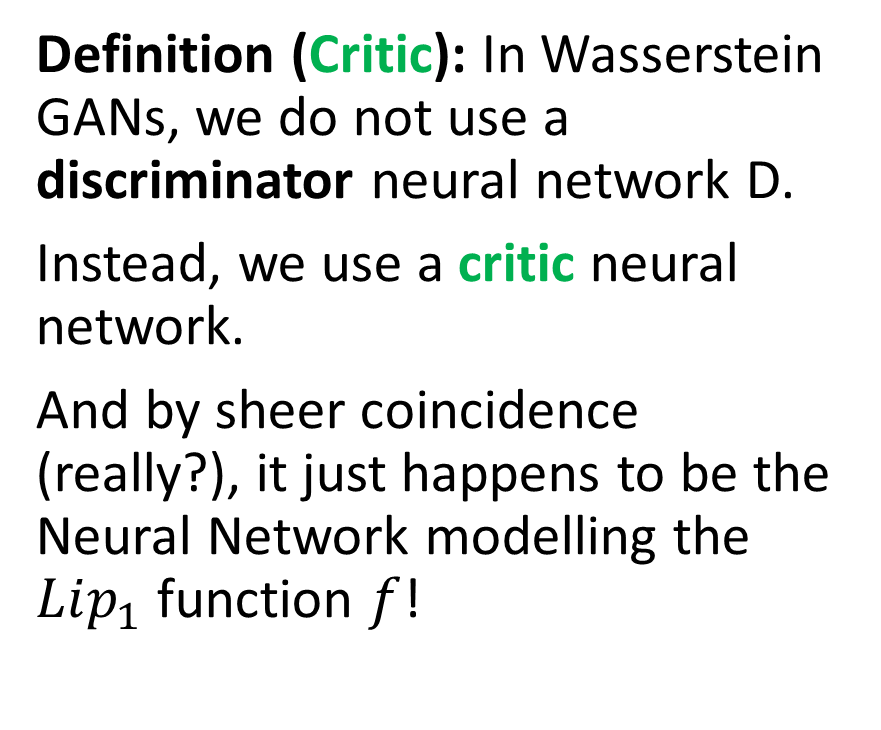 Definition (Critic): In Wasserstein
GANs, we do not use a
discriminator neural network D.
Instead, we use a critic neural
network.
And by sheer coincidence
(really?), it just happens to be the
Neural Network modelling the
Lip₁ function f!